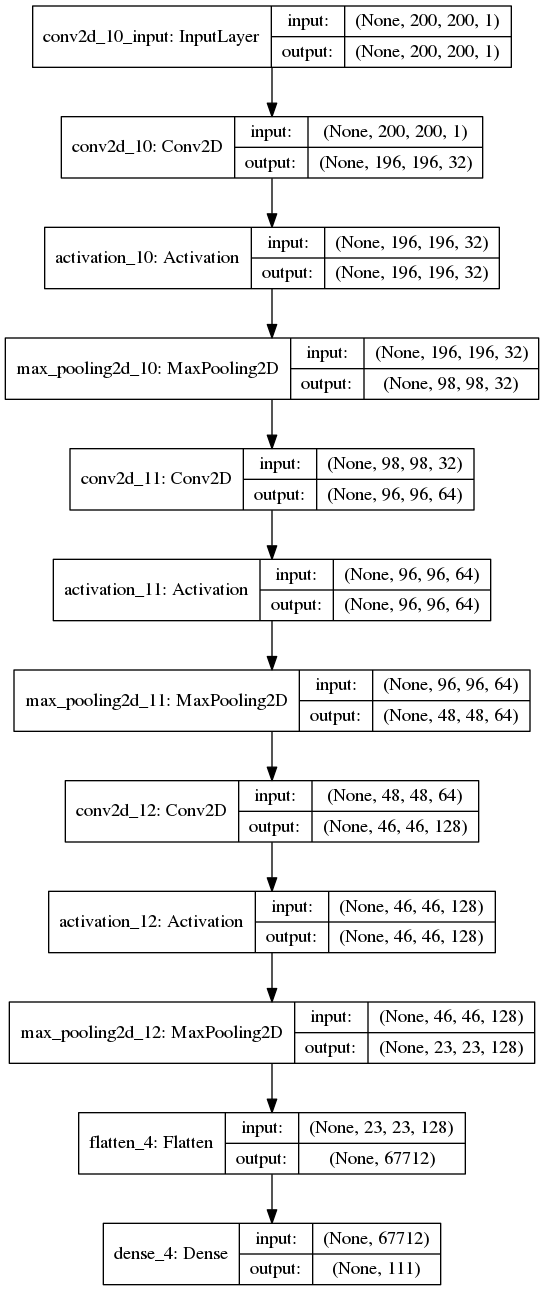 conv2d_10_input: InputLayer
input: (None, 200, 200, 1)
output: (None, 200, 200, 1)
conv2d_10: Conv2D
input: (None, 200, 200, 1)
output: (None, 196, 196, 32)
activation_10: Activation
input: (None, 196, 196, 32)
output: (None, 196, 196, 32)
max_pooling2d_10: MaxPooling2D
input: (None, 196, 196, 32)
output: (None, 98, 98, 32)
conv2d_11: Conv2D
input: (None, 98, 98, 32)
output: (None, 96, 96, 64)
activation_11: Activation
input: (None, 96, 96, 64)
output: (None, 96, 96, 64)
max_pooling2d_11: MaxPooling2D
input: (None, 96, 96, 64)
output: (None, 48, 48, 64)
conv2d_12: Conv2D
input: (None, 48, 48, 64)
output: (None, 46, 46, 128)
activation_12: Activation
input: (None, 46, 46, 128)
output: (None, 46, 46, 128)
max_pooling2d_12: MaxPooling2D
input: (None, 46, 46, 128)
output: (None, 23, 23, 128)
flatten_4: Flatten
input: (None, 23, 23, 128)
output: (None, 67712)
dense_4: Dense
input: (None, 67712)
output: (None, 111)